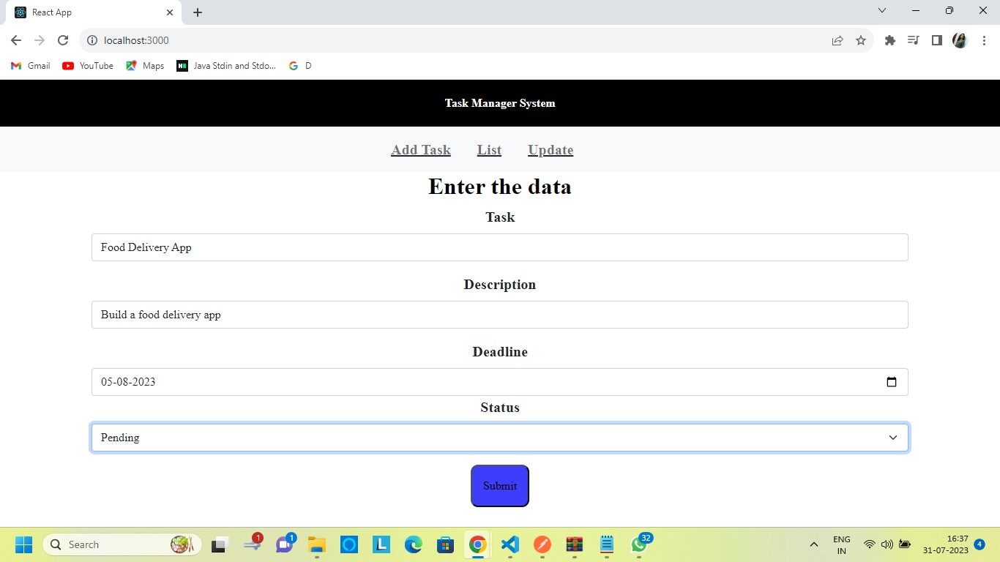 React App
localhost:3000
Gmail YouTube Maps Java Stdin and Stdo... D
Task Manager System
Add Task List Update
Enter the data
Task
Food Delivery App
Description
Build a food delivery app
Deadline
05-08-2023
Status
Pending
Submit
Search 1 1 32 ENG 16:37
IN 31-07-2023 4